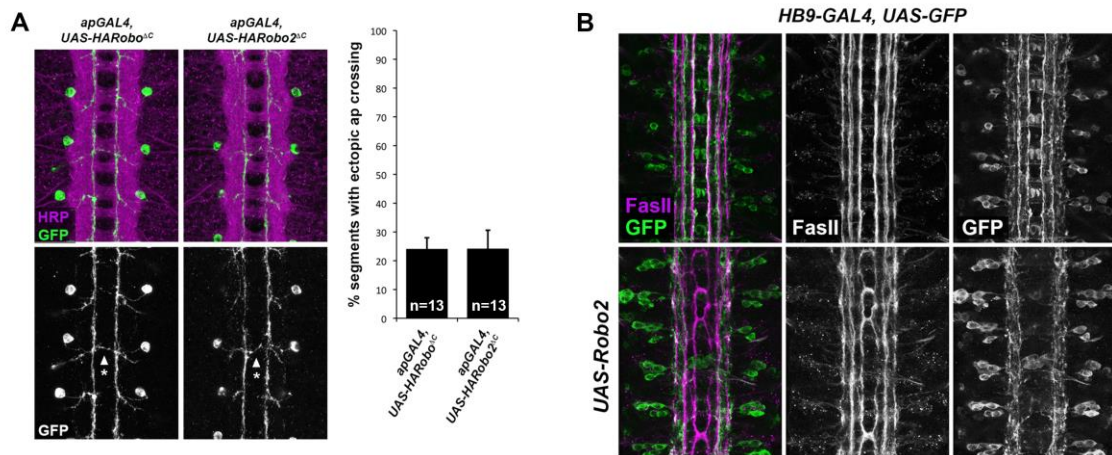 A
apGAL4,
UAS-HARoboΔC
apGAL4,
UAS-HARobo2ΔC
HRP
GFP
*
*
GFP
% segments with ectopic ap crossing
100
90
80
70
60
50
40
30
20
10
0
n=13
n=13
apGAL4,
UAS-HARoboΔC
apGAL4,
UAS-HARobo2ΔC
B
HB9-GAL4, UAS-GFP
FasII
GFP
FasII
GFP
UAS-Robo2